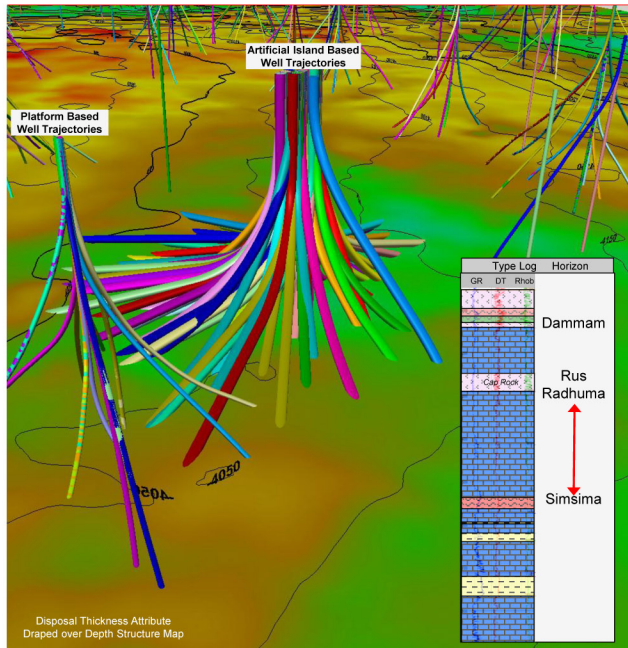 Artificial Island Based
Well Trajectories
Platform Based
Well Trajectories
4150
Type Log Horizon
GR DT Rhob
Dammam
Rus
Cap Rock
Radhuma
Simsima
4050
4050
Disposal Thickness Attribute
Draped over Depth Structure Map